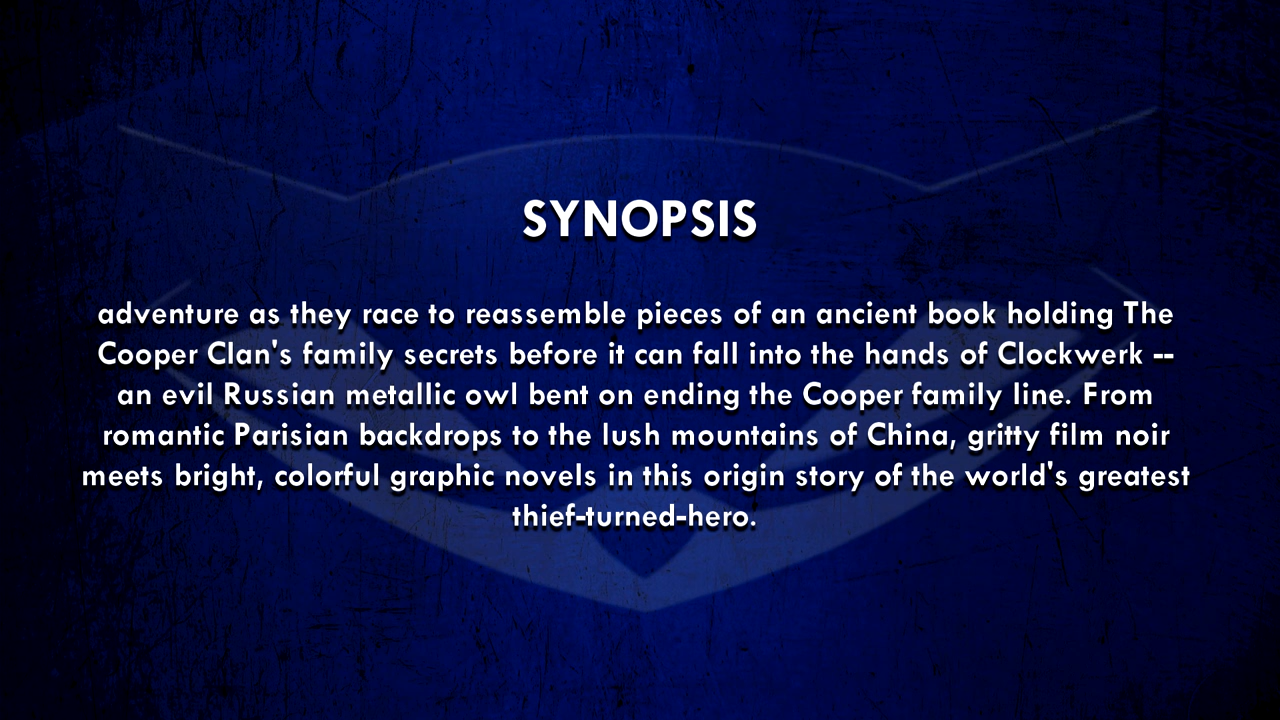 SYNOPSIS
adventure as they race to reassemble pieces of an ancient book holding The
Cooper Clan's family secrets before it can fall into the hands of Clockwerk --
an evil Russian metallic owl bent on ending the Cooper family line. From
romantic Parisian backdrops to the lush mountains of China, gritty film noir
meets bright, colorful graphic novels in this origin story of the world's greatest
thief-turned-hero.